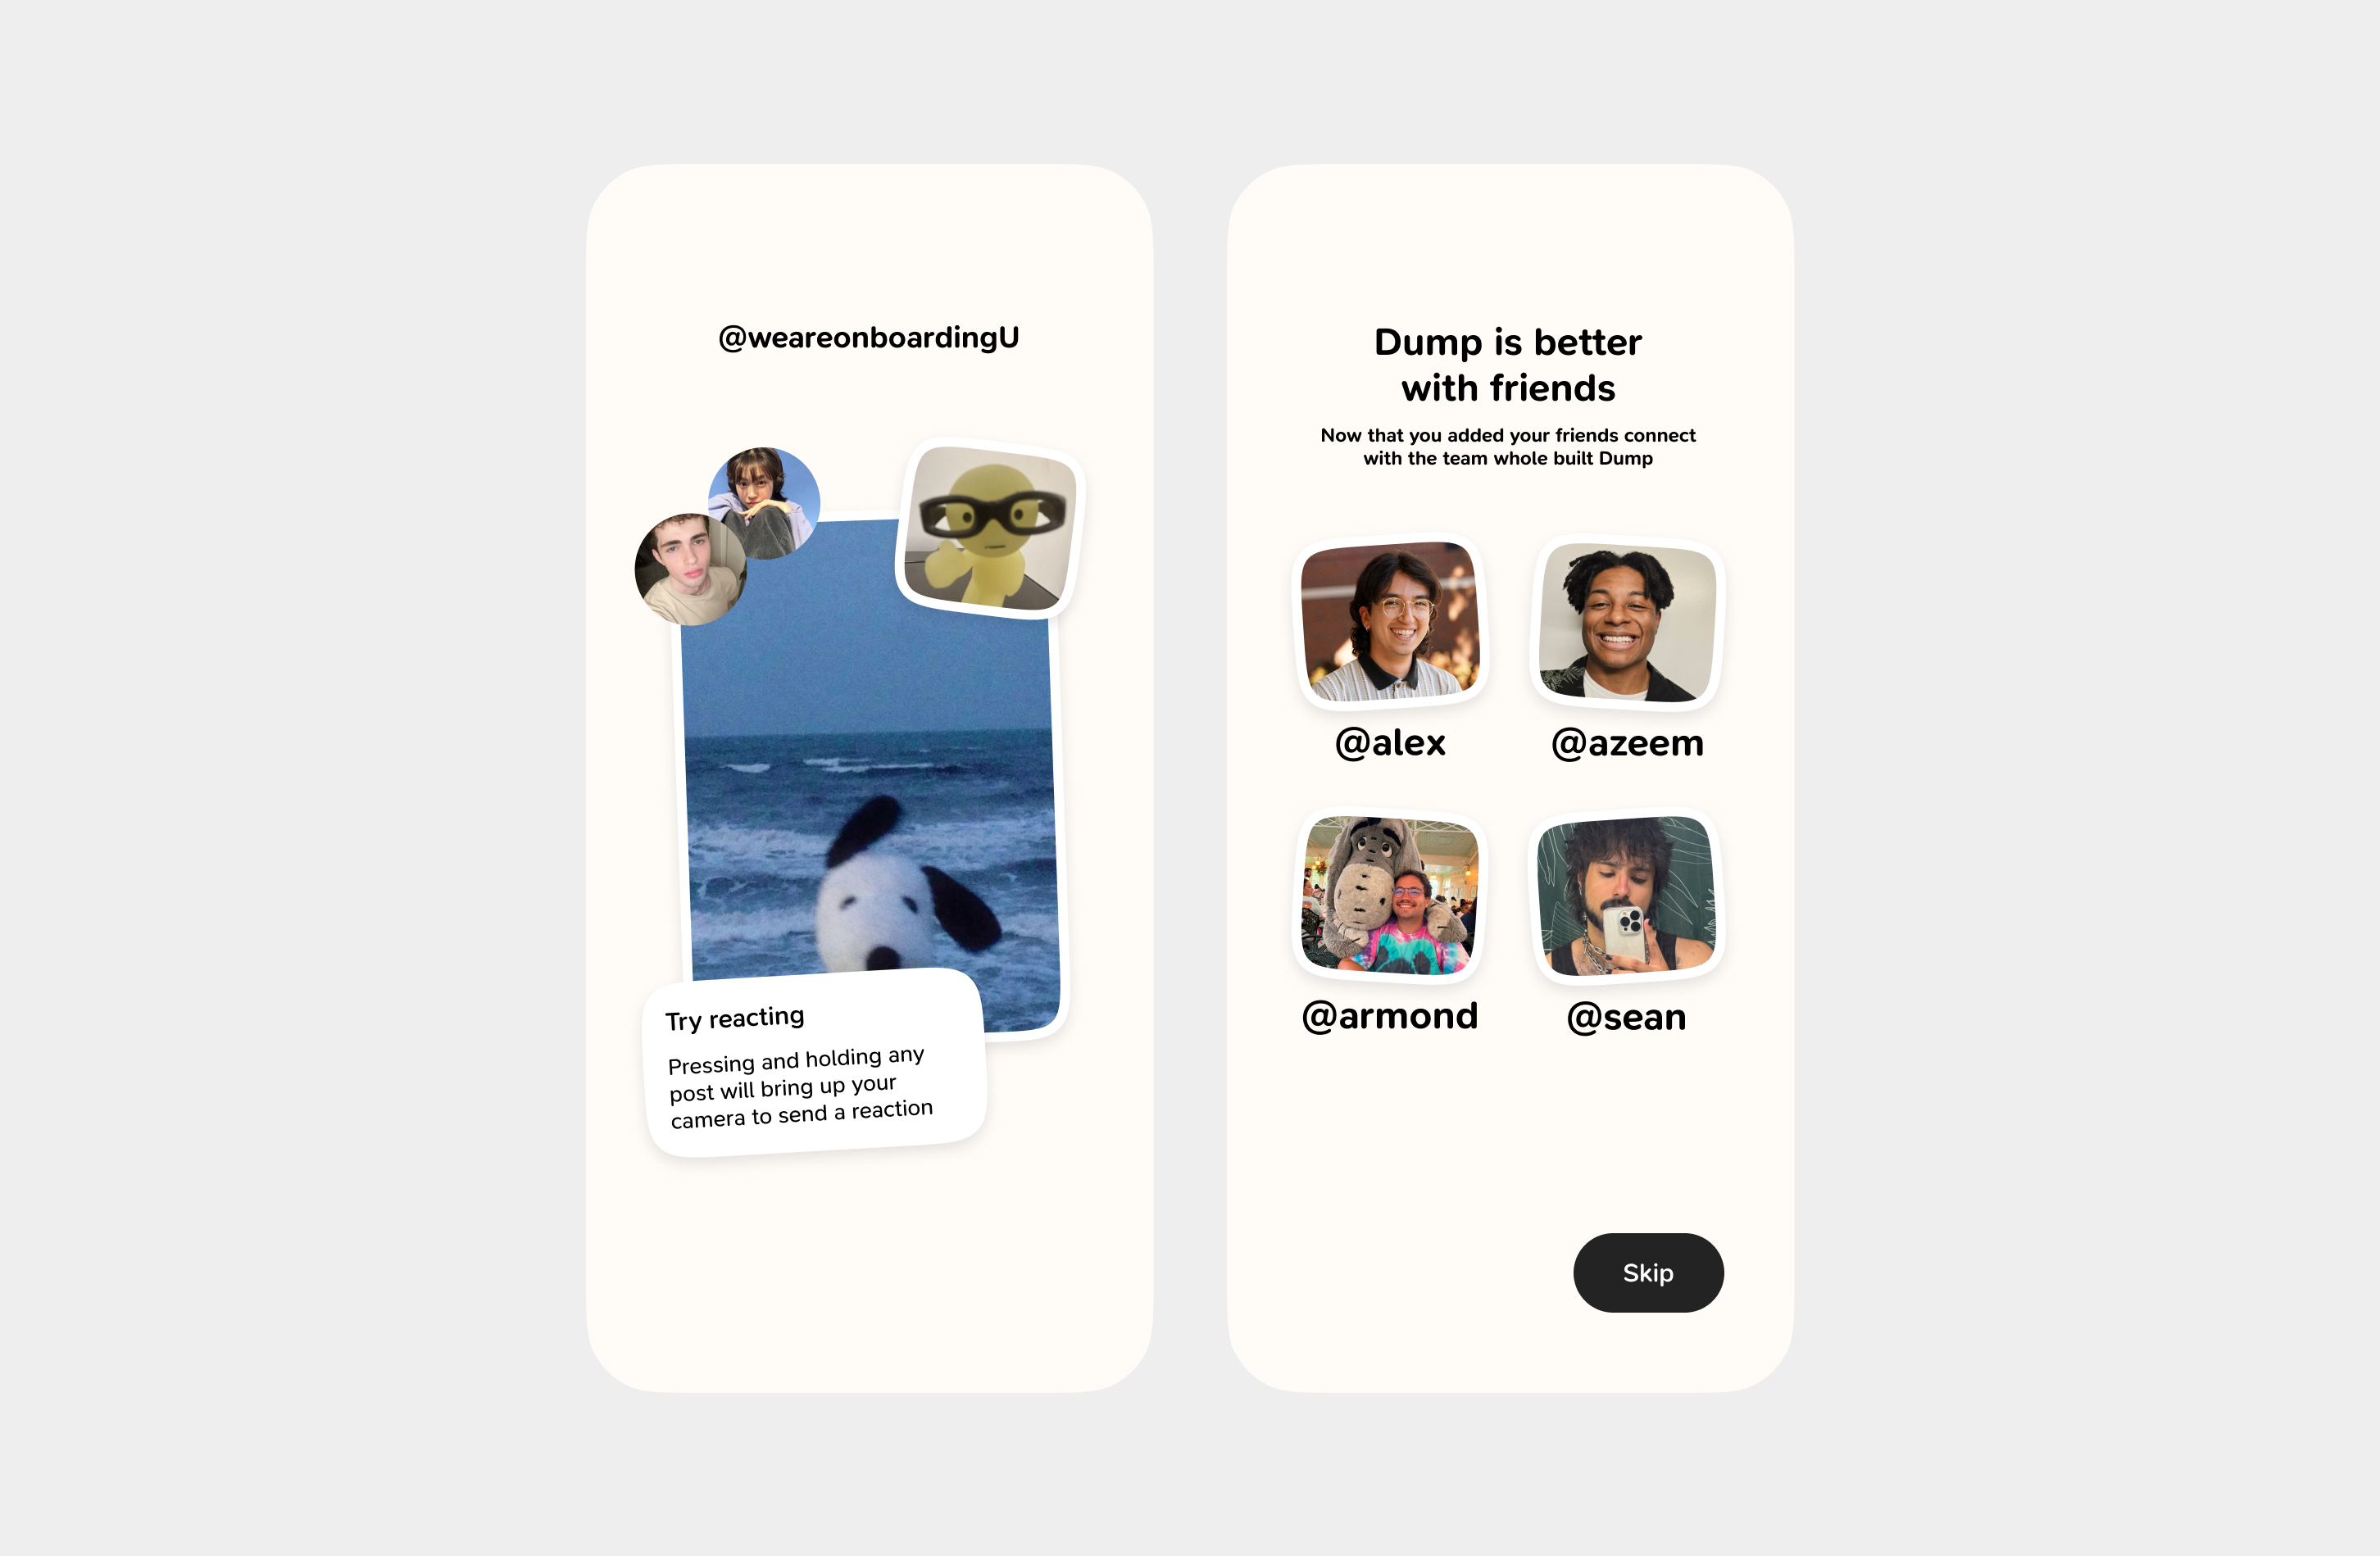 @weareonboardingU
Try reacting
Pressing and holding any
post will bring up your
camera to send a reaction
Dump is better
with friends
Now that you added your friends connect
with the team whole built Dump
@alex
@azeem
@armond
@sean
Skip